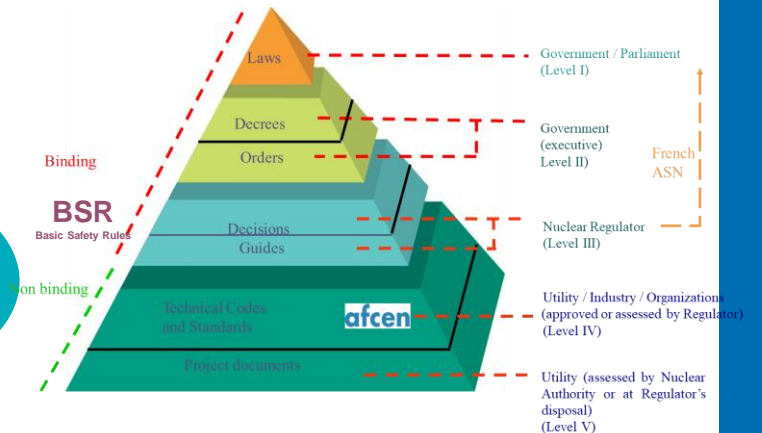 Laws
Government / Parliament
(Level I)
Decrees
Orders
Government
(executive)
Level II)
French
ASN
Binding
BSR
Basic Safety Rules
Decisions
Guides
Nuclear Regulator
(Level III)
on binding
Technical Codes
and Standards
afcen
Utility / Industry / Organizations
(approved or assessed by Regulator)
(Level IV)
Project documents
Utility (assessed by Nuclear
Authority or at Regulator's
disposal)
(Level V)